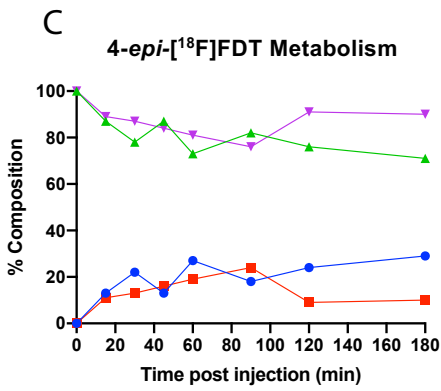 C
4-epi-[¹⁸F]FDT Metabolism
100
80
60
40
20
0
% Composition
0 20 40 60 80 100 120 140 160 180
Time post injection (min)